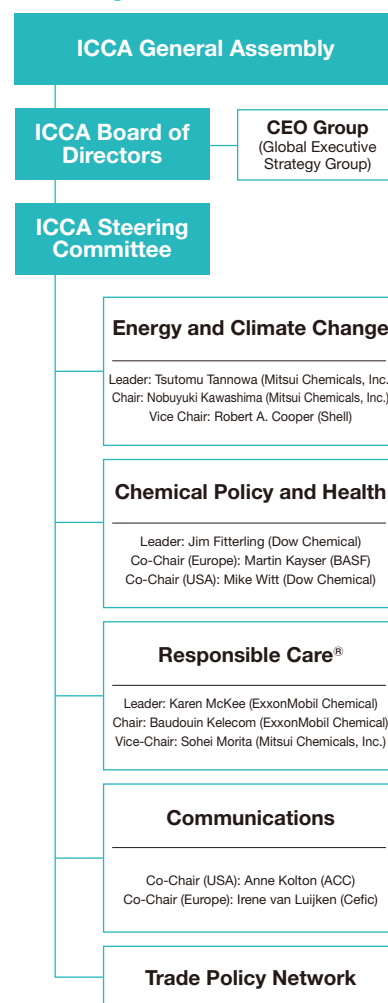 ICCA General Assembly
ICCA Board of
Directors
CEO Group
(Global Executive
Strategy Group)
ICCA Steering
Committee
Energy and Climate Change
Leader: Tsutomu Tannowa (Mitsui Chemicals, Inc.
Chair: Nobuyuki Kawashima (Mitsui Chemicals, Inc.)
Vice Chair: Robert A. Cooper (Shell)
Chemical Policy and Health
Leader: Jim Fitterling (Dow Chemical)
Co-Chair (Europe): Martin Kayser (BASF)
Co-Chair (USA): Mike Witt (Dow Chemical)
Responsible Care®
Leader: Karen McKee (ExxonMobil Chemical)
Chair: Baudouin Kelecom (ExxonMobil Chemical)
Vice-Chair: Sohei Morita (Mitsui Chemicals, Inc.)
Communications
Co-Chair (USA): Anne Kolton (ACC)
Co-Chair (Europe): Irene van Luijken (Cefic)
Trade Policy Network